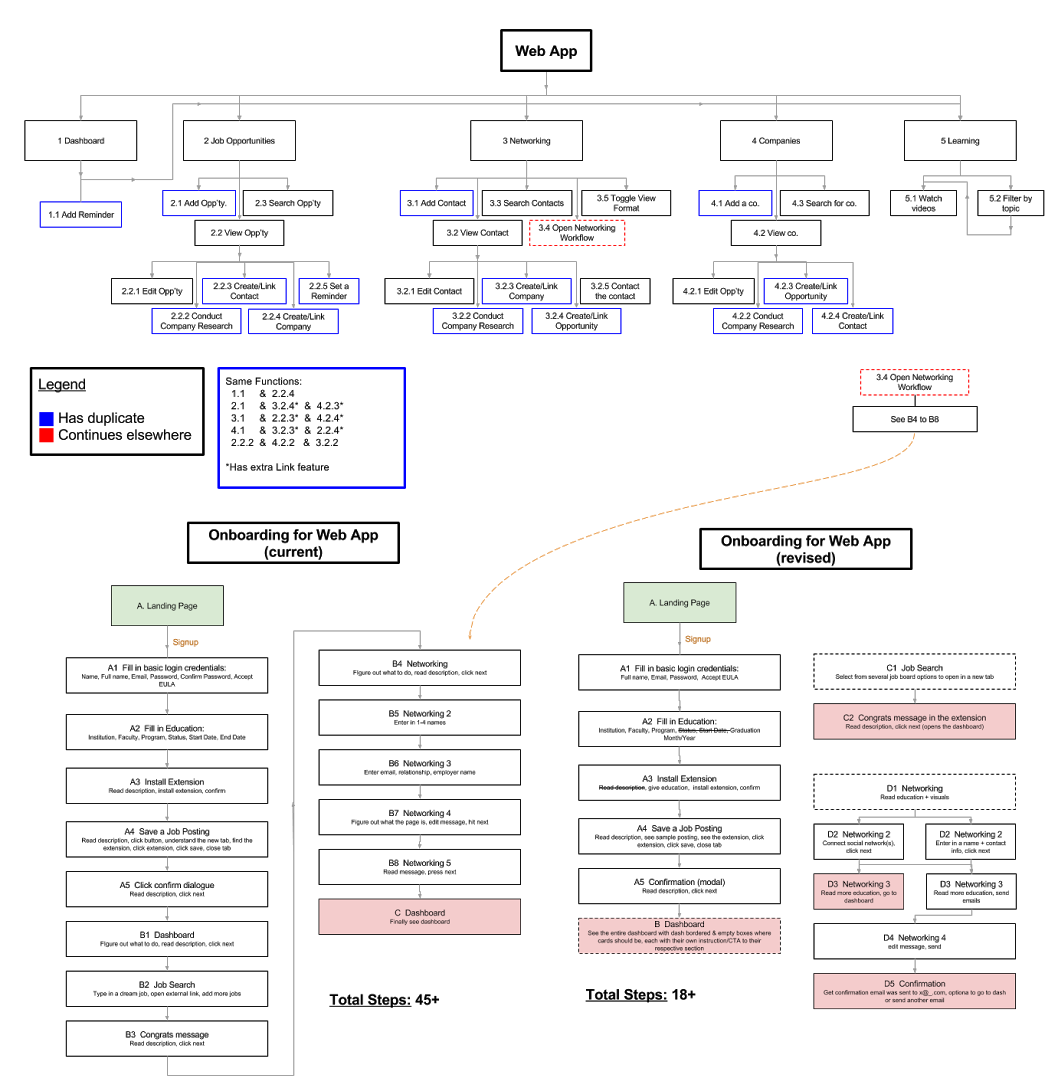 Web App
1 Dashboard
2 Job Opportunities
3 Networking
4 Companies
5 Learning
1.1 Add Reminder
2.1 Add Opp'ty.
2.3 Search Opp'ty
2.2 View Opp'ty
3.1 Add Contact
3.3 Search Contacts
3.5 Toggle View
Format
3.2 View Contact
3.4 Open Networking
Workflow
4.1 Add a co.
4.3 Search for co.
4.2 View co.
5.1 Watch
videos
5.2 Filter by
topic
2.2.1 Edit Opp'ty
2.2.3 Create/Link
Contact
2.2.5 Set a
Reminder
2.2.2 Conduct
Company Research
2.2.4 Create/Link
Company
3.2.1 Edit Contact
3.2.3 Create/Link
Company
3.2.5 Contact
the contact
3.2.2 Conduct
Company Research
3.2.4 Create/Link
Opportunity
4.2.1 Edit Opp'ty
4.2.3 Create/Link
Opportunity
4.2.2 Conduct
Company Research
4.2.4 Create/Link
Contact
Legend
Has duplicate
Continues elsewhere
Same Functions:
1.1 & 2.2.4
2.1 & 3.2.4* & 4.2.3*
3.1 & 2.2.3* & 4.2.4*
4.1 & 3.2.3* & 2.2.4*
2.2.2 & 4.2.2 & 3.2.2
*Has extra Link feature
3.4 Open Networking
Workflow
See B4 to B8
Onboarding for Web App
(current)
A. Landing Page
Signup
A1 Fill in basic login credentials:
Name, Full name, Email, Password, Confirm Password, Accept
EULA
A2 Fill in Education:
Institution, Faculty, Program, Status, Start Date, End Date
A3 Install Extension
Read description, install extension, confirm
A4 Save a Job Posting
Read description, click button, understand the new tab, find the
extension, click extension, click save, close tab
A5 Click confirm dialogue
Read description, click next
B1 Dashboard
FIgure out what to do, read description, click next
B2 Job Search
Type in a dream job, open external link, add more jobs
B3 Congrats message
Read description, click next
B4 Networking
FIgure out what to do, read description, click next
B5 Networking 2
Enter in 1-4 names
B6 Networking 3
Enter email, relationship, employer name
B7 Networking 4
Figure out what the page is, edit message, hit next
B8 Networking 5
Read message, press next
C Dashboard
Finally see dashboard
Total Steps: 45+
Onboarding for Web App
(revised)
A. Landing Page
Signup
A1 Fill in basic login credentials:
Full name, Email, Password, Accept EULA
A2 Fill in Education:
Institution, Faculty, Program, Status, Start Date, Graduation
Month/Year
A3 Install Extension
Read description, give education, install extension, confirm
A4 Save a Job Posting
Read description, see sample posting, see the extension, click
extension, click save, close tab
A5 Confirmation (modal)
Read description, click next
B Dashboard
See the entire dashboard with dash bordered & empty boxes where
cards should be, each with their own instruction/CTA to their
respective section
Total Steps: 18+
C1 Job Search
Select from several job board options to open in a new tab
C2 Congrats message in the extension
Read description, click next (opens the dashboard)
D1 Networking
Read education + visuals
D2 Networking 2
Connect social network(s),
click next
D2 Networking 2
Enter in a name + contact
info, click next
D3 Networking 3
Read more education, go to
dashboard
D3 Networking 3
Read more education, send
emails
D4 Networking 4
edit message, send
D5 Confirmation
Get confirmation email was sent to x@_.com, optiona to go to dash
or send another email